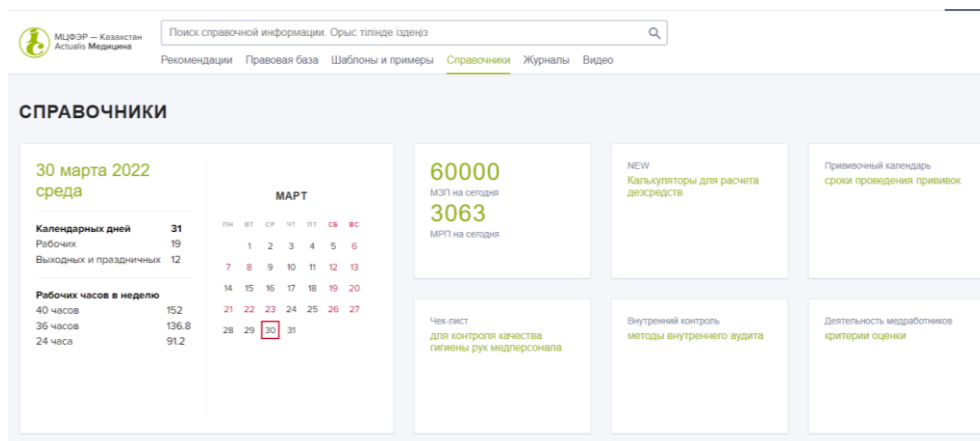 МЦФЭР — Казахстан
Actualis Медицина
Поиск справочной информации. Орыс тілінде іздеңіз
Рекомендации Правовая база Шаблоны и примеры Справочники Журналы Видео
СПРАВОЧНИКИ
30 марта 2022
среда
Календарных дней 31
Рабочих 19
Выходных и праздничных 12
Рабочих часов в неделю
40 часов 152
36 часов 136.8
24 часа 91.2
МАРТ
ПН ВТ СР ЧТ ПТ СБ ВС
1 2 3 4 5 6
7 8 9 10 11 12 13
14 15 16 17 18 19 20
21 22 23 24 25 26 27
28 29 30 31
60000
МЗП на сегодня
3063
МРП на сегодня
NEW
Калькуляторы для расчета
дезсредств
Прививочный календарь
сроки проведения прививок
Чек-лист
для контроля качества
гигиены рук медперсонала
Внутренний контроль
методы внутреннего аудита
Деятельность медработников
критерии оценки